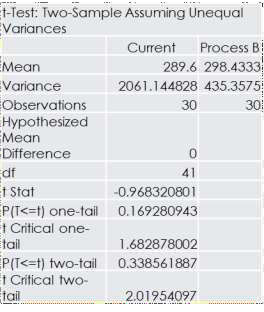 t-Test: Two-Sample Assuming Unequal
Variances
Current Process B
Mean 289.6 298.4333
Variance 2061.144828 435.3575
Observations 30 30
Hypothesized
Mean
Difference 0
df 41
t Stat -0.968320801
P(T<=t) one-tail 0.169280943
t Critical one-
tail 1.682878002
P(T<=t) two-tail 0.338561887
t Critical two-
tail 2.01954097